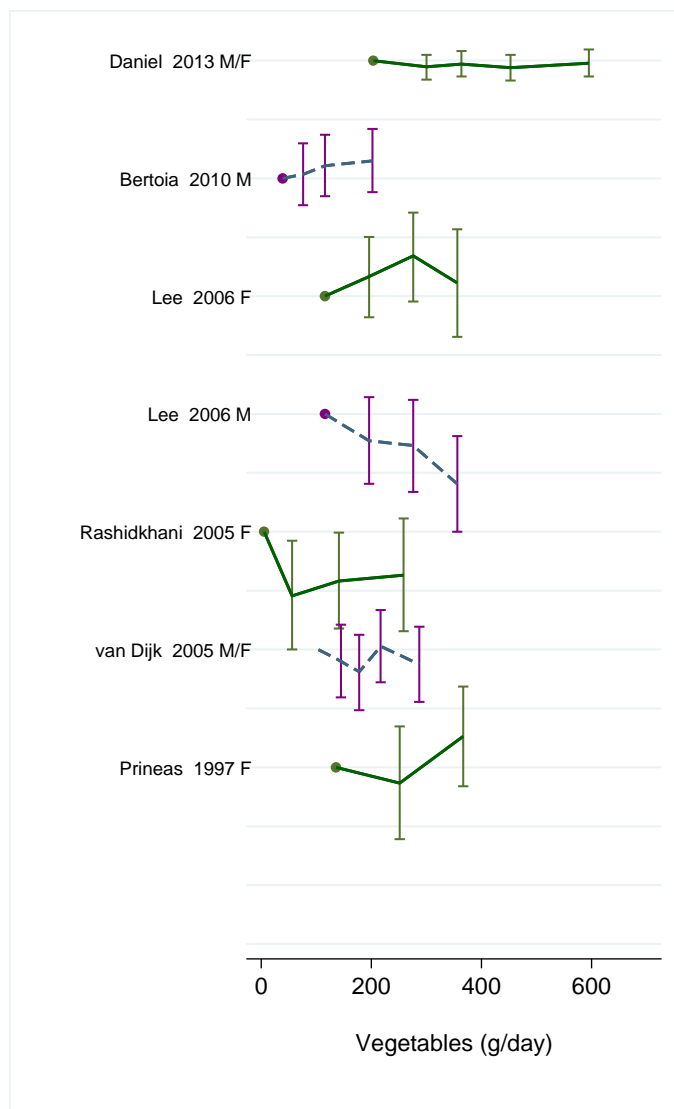 Daniel  2013 M/F
Bertoia  2010 M
Lee  2006 F
Lee  2006 M
Rashidkhani  2005 F
van Dijk  2005 M/F
Prineas  1997 F
0 200 400 600
Vegetables (g/day)